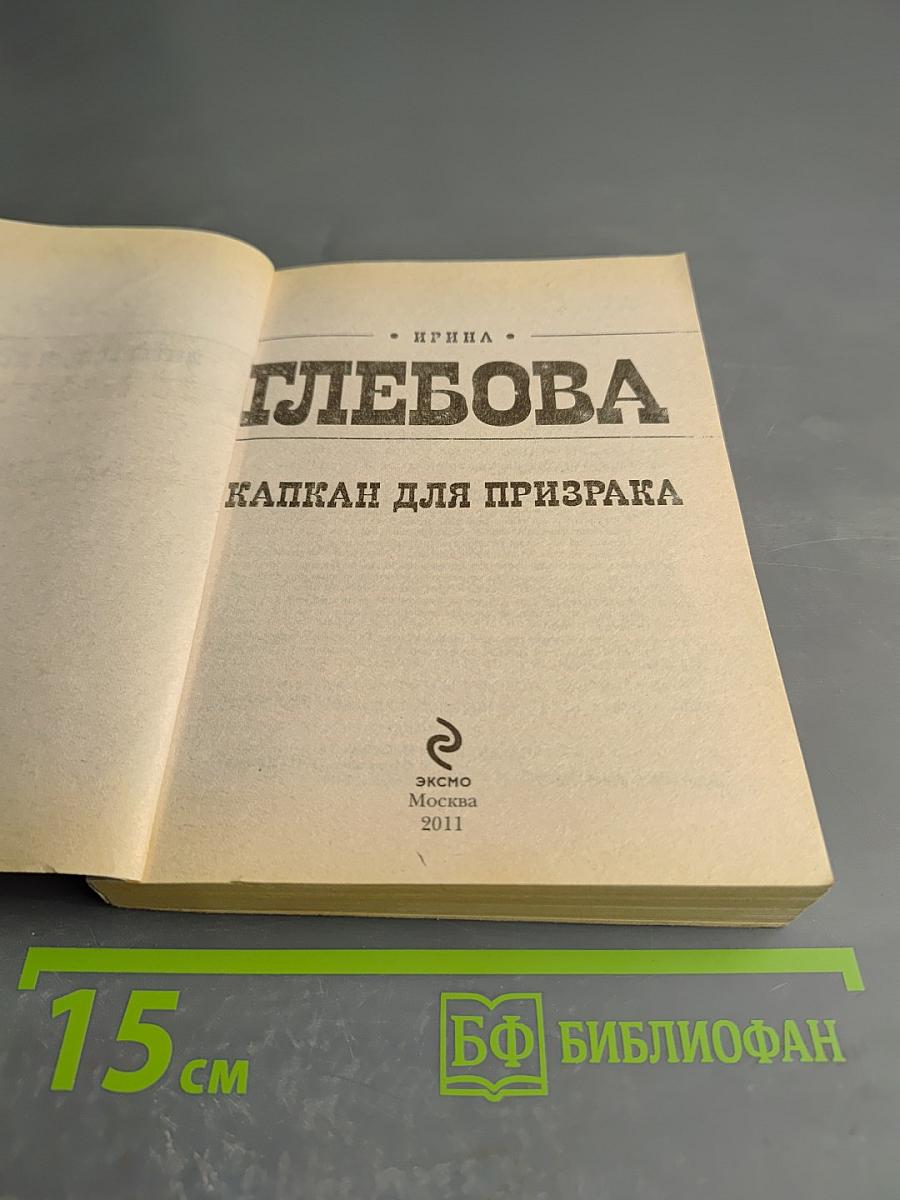 • ИРИНА •
ГЛЕБОВА
КАПКАН ДЛЯ ПРИЗРАКА
ЭКСМО
Москва
2011
15 см
БФ БИБЛИОФАН